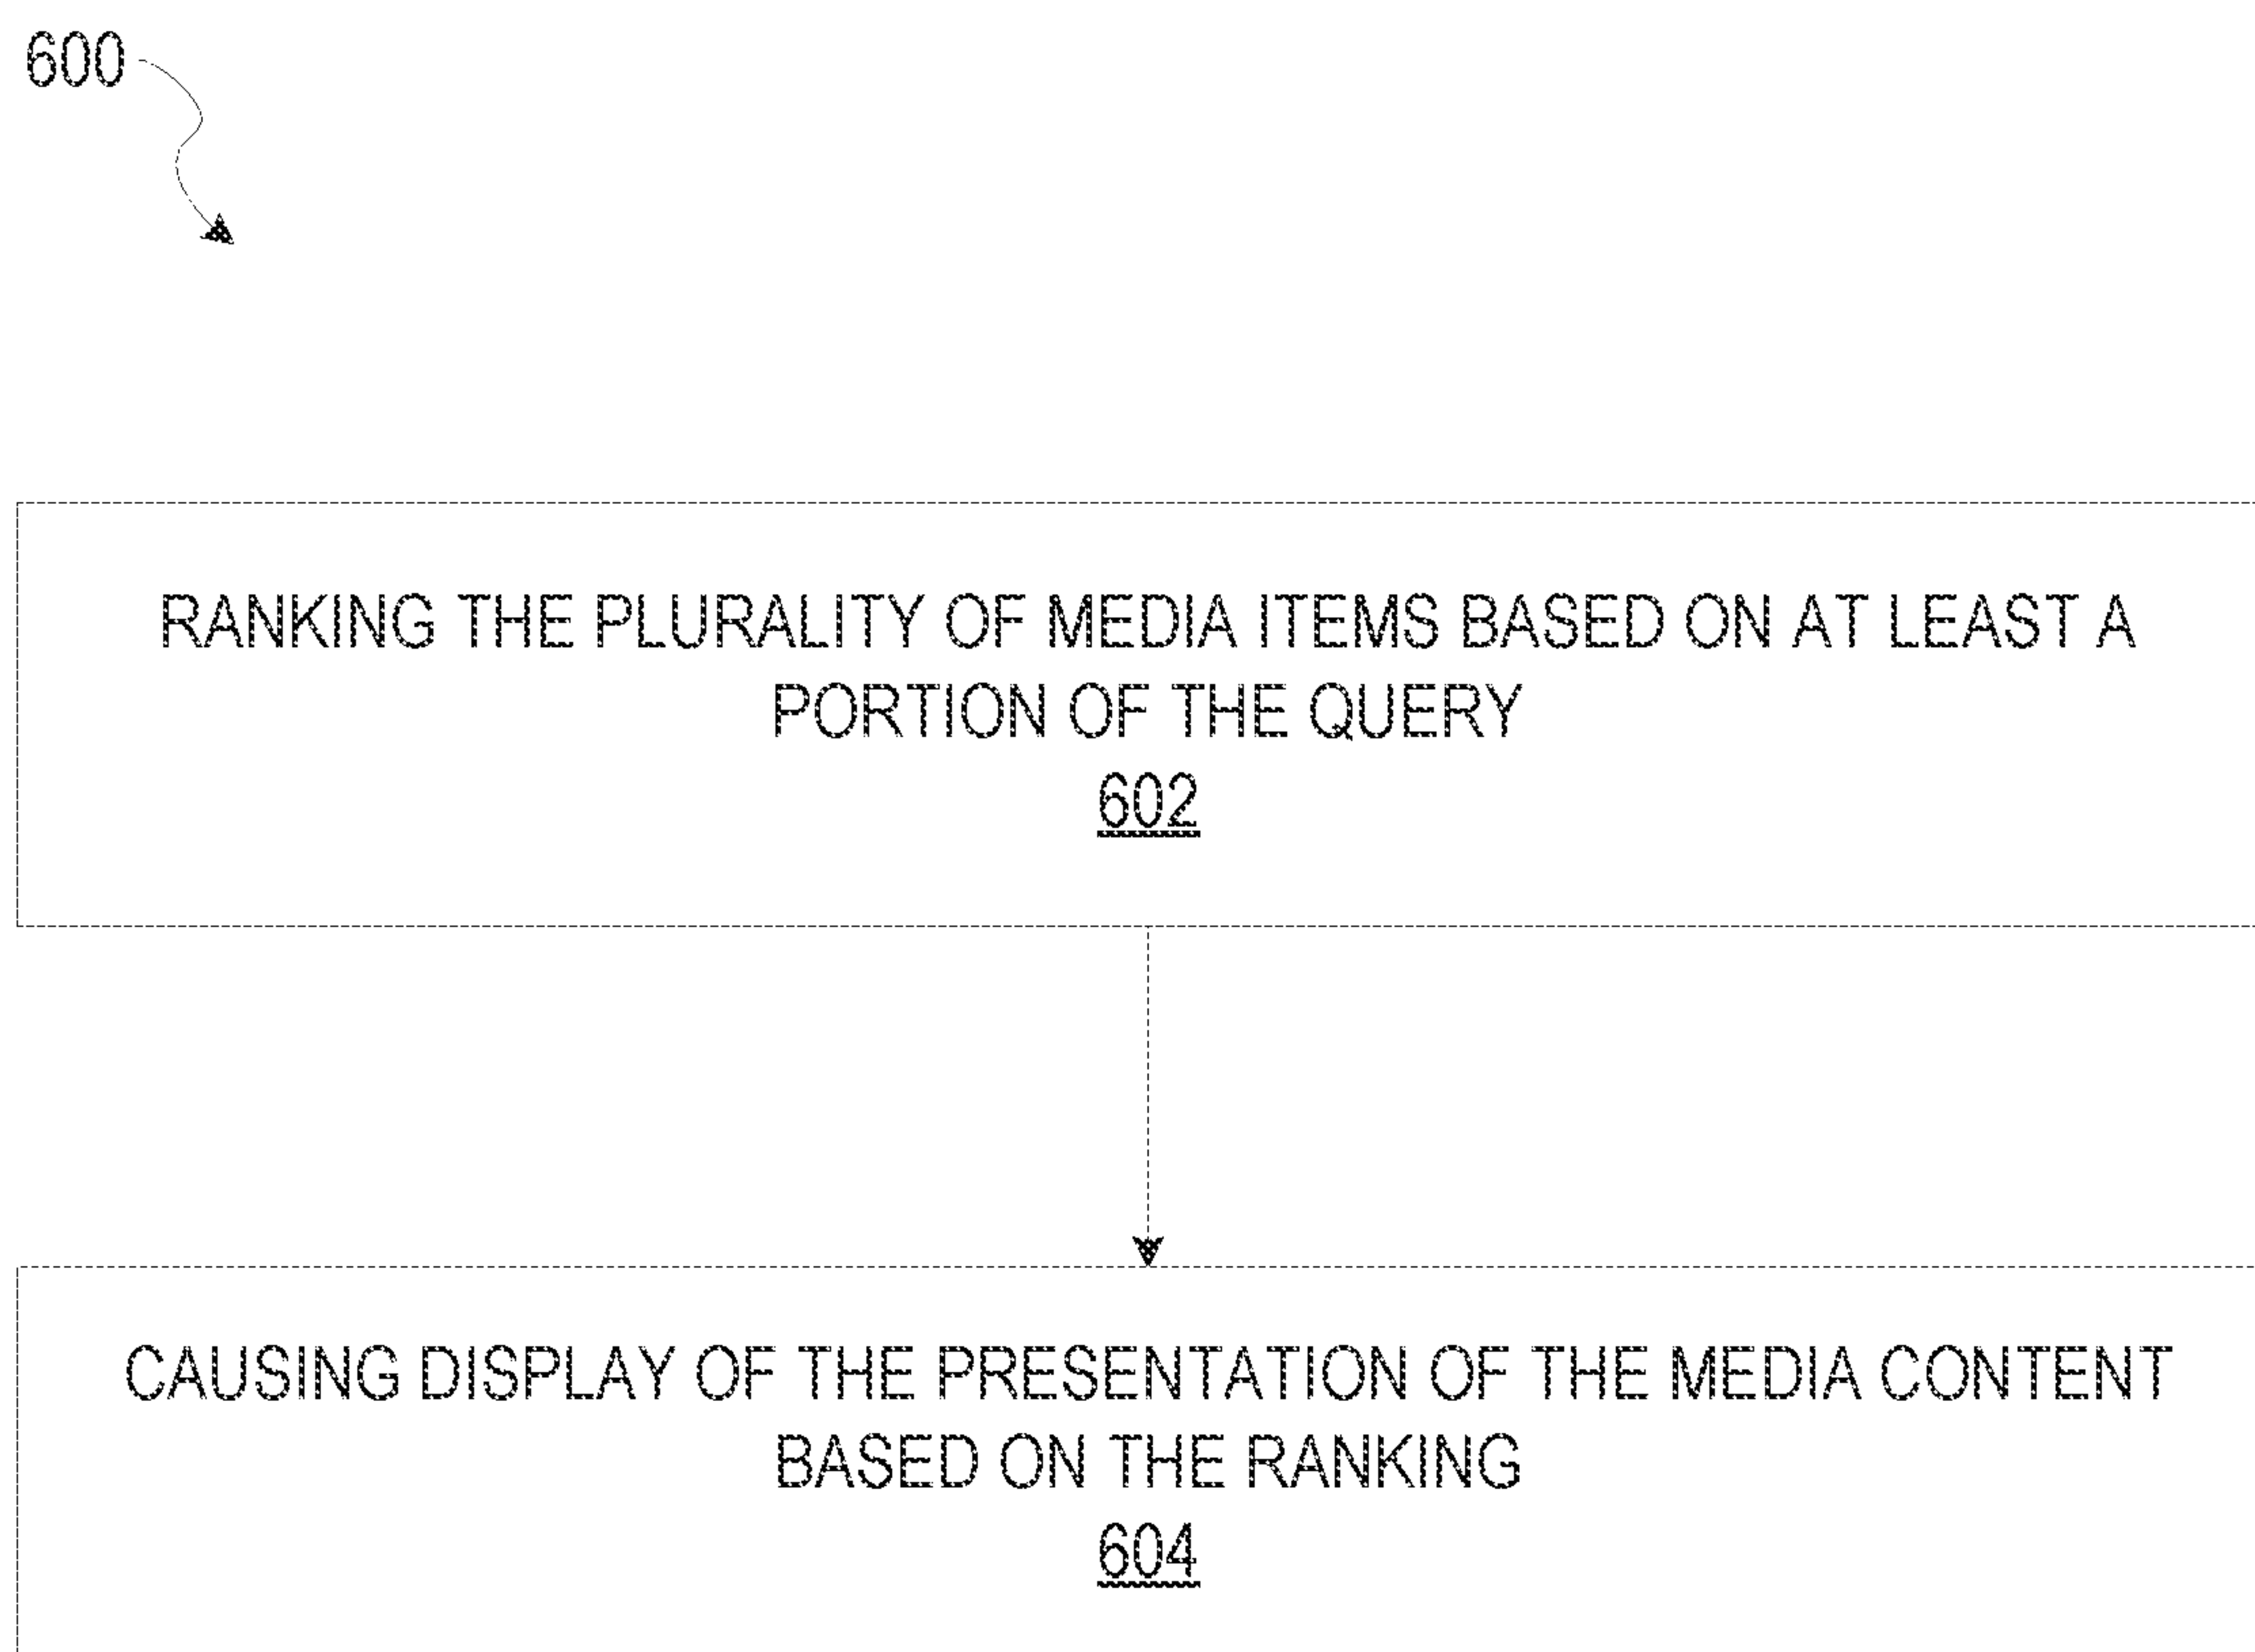 600
RANKING THE PLURALITY OF MEDIA ITEMS BASED ON AT LEAST A
PORTION OF THE QUERY
602
CAUSING DISPLAY OF THE PRESENTATION OF THE MEDIA CONTENT
BASED ON THE RANKING
604